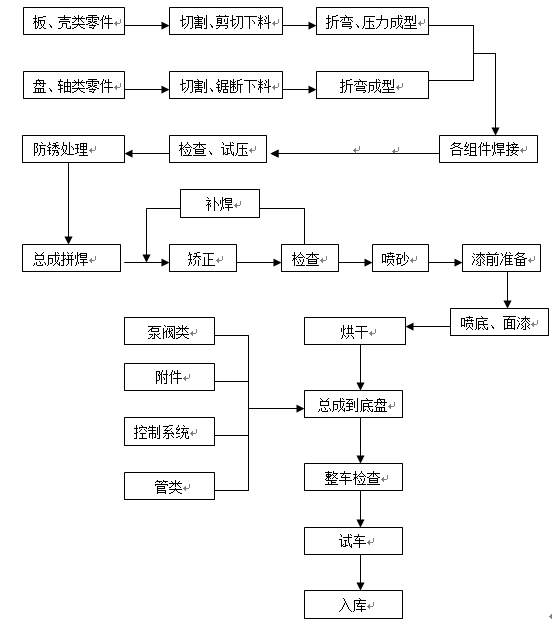 板、壳类零件
切割、剪切下料
折弯、压力成型
盘、轴类零件
切割、锯断下料
折弯成型
防锈处理
检查、试压
各组件焊接
补焊
总成拼焊
矫正
检查
喷砂
漆前准备
喷底、面漆
泵阀类
烘干
附件
总成到底盘
控制系统
整车检查
管类
试车
入库